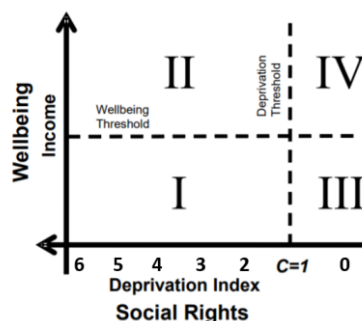 II
IV
Wellbeing
Threshold
Deprivation
Threshold
Wellbeing
Income
I
III
6 5 4 3 2 C=1 0
Deprivation Index
Social Rights